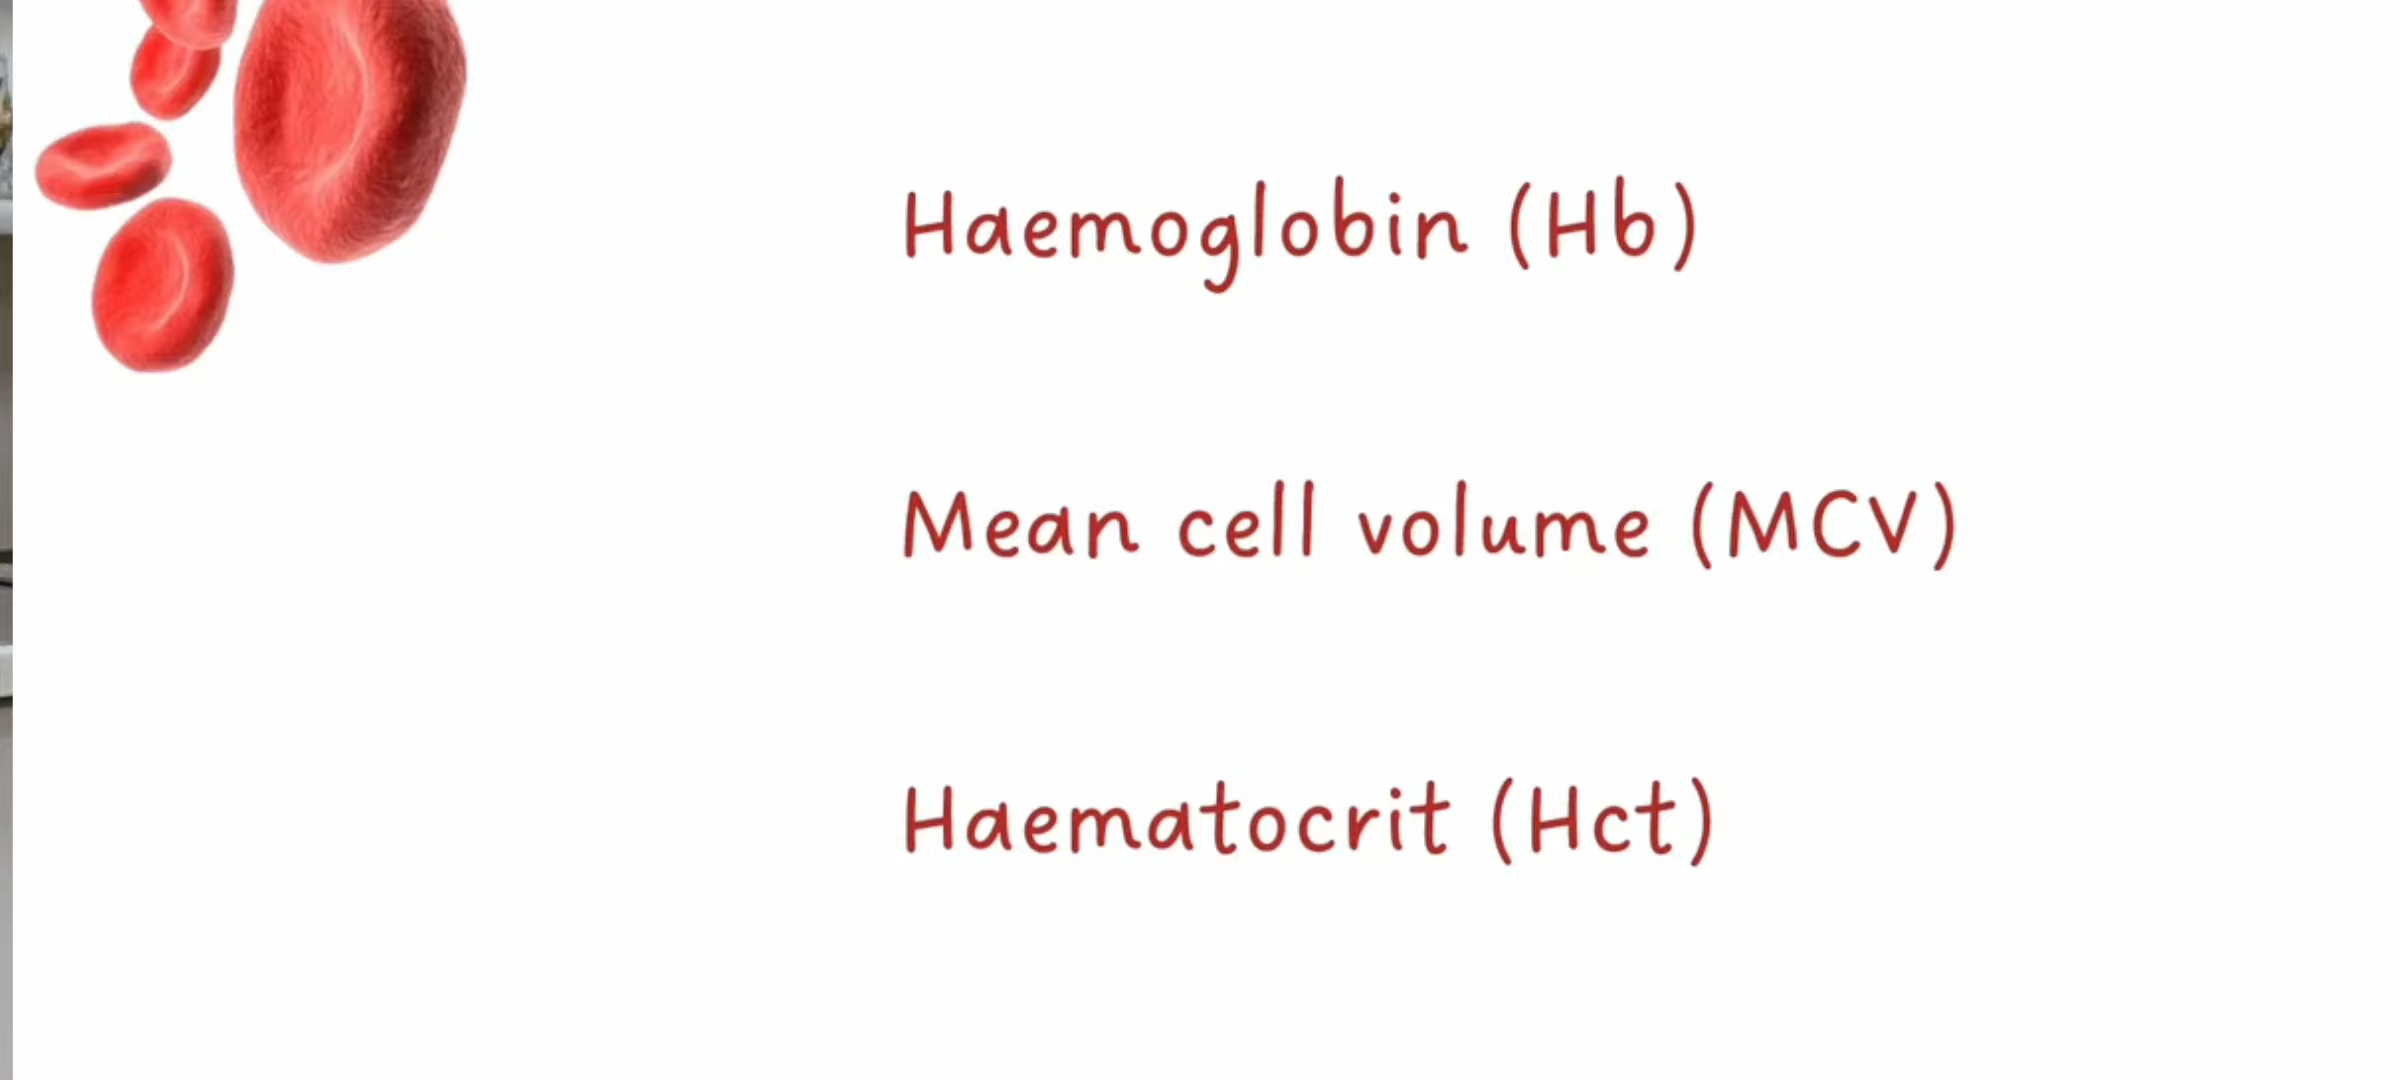 Haemoglobin (Hb)
Mean cell volume (MCV)
Haematocrit (Hct)